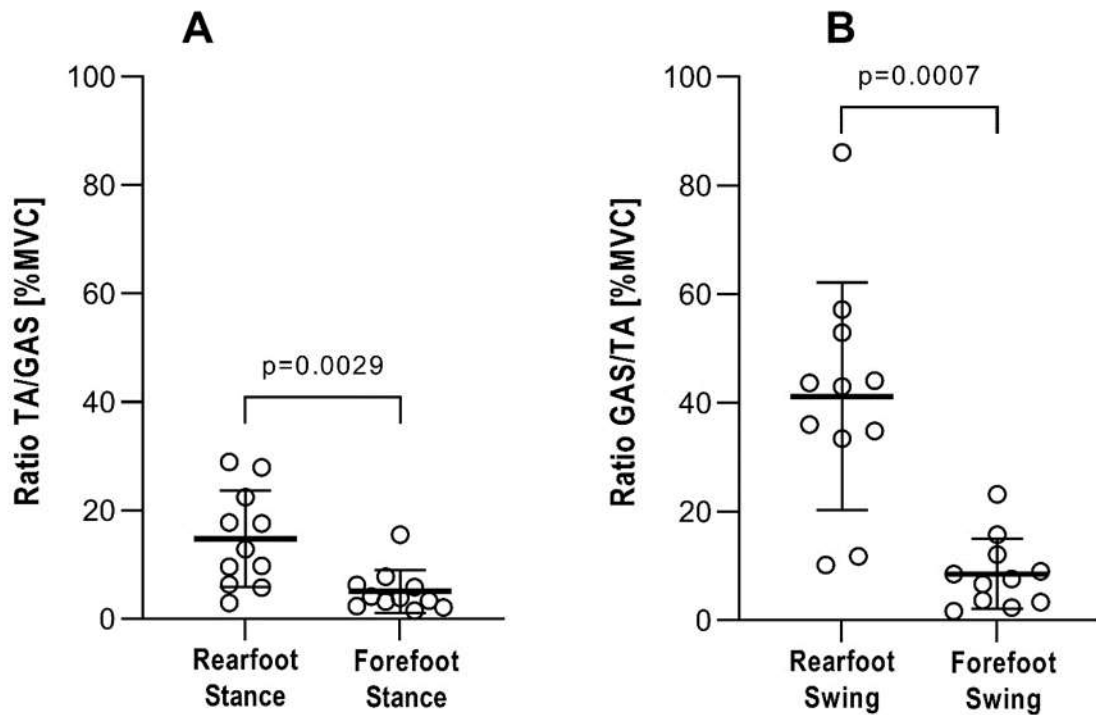 A
Ratio TA/GAS [%MVC]
100
80
60
40
20
0
p=0.0029
Rearfoot
Stance
Forefoot
Stance
B
Ratio GAS/TA [%MVC]
100
80
60
40
20
0
p=0.0007
Rearfoot
Swing
Forefoot
Swing